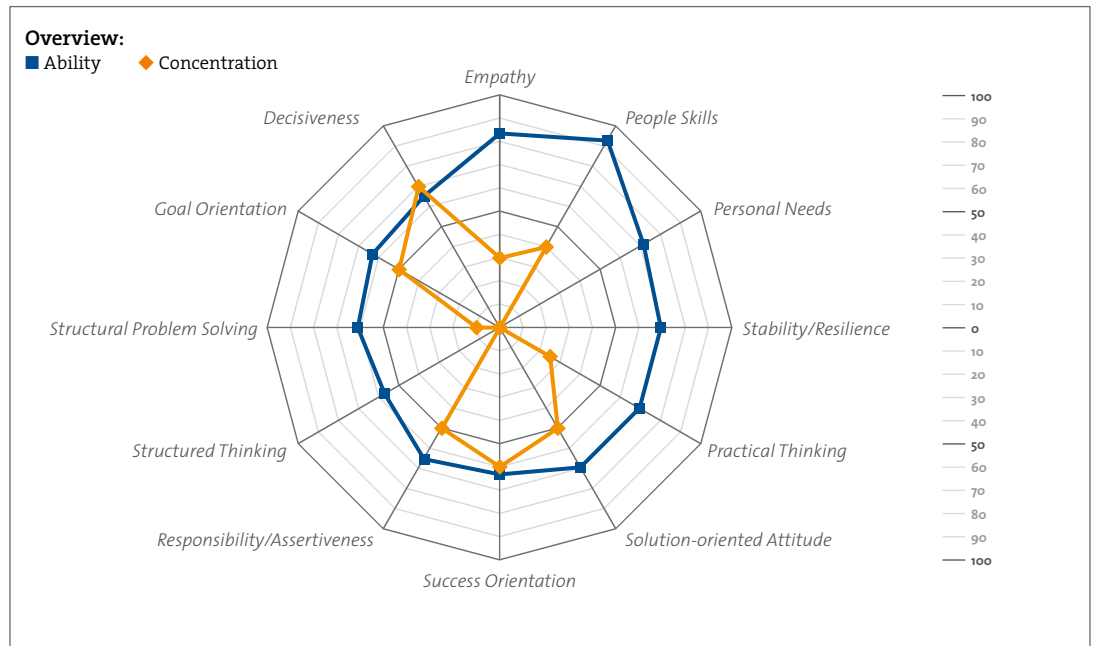 Overview:
Ability Concentration
Empathy
Decisiveness
People Skills
Goal Orientation
Personal Needs
Structural Problem Solving
Stability/Resilience
Structured Thinking
Practical Thinking
Responsibility/Assertiveness
Solution-oriented Attitude
Success Orientation
100
90
80
70
60
50
40
30
20
10
0
10
20
30
40
50
60
70
80
90
100